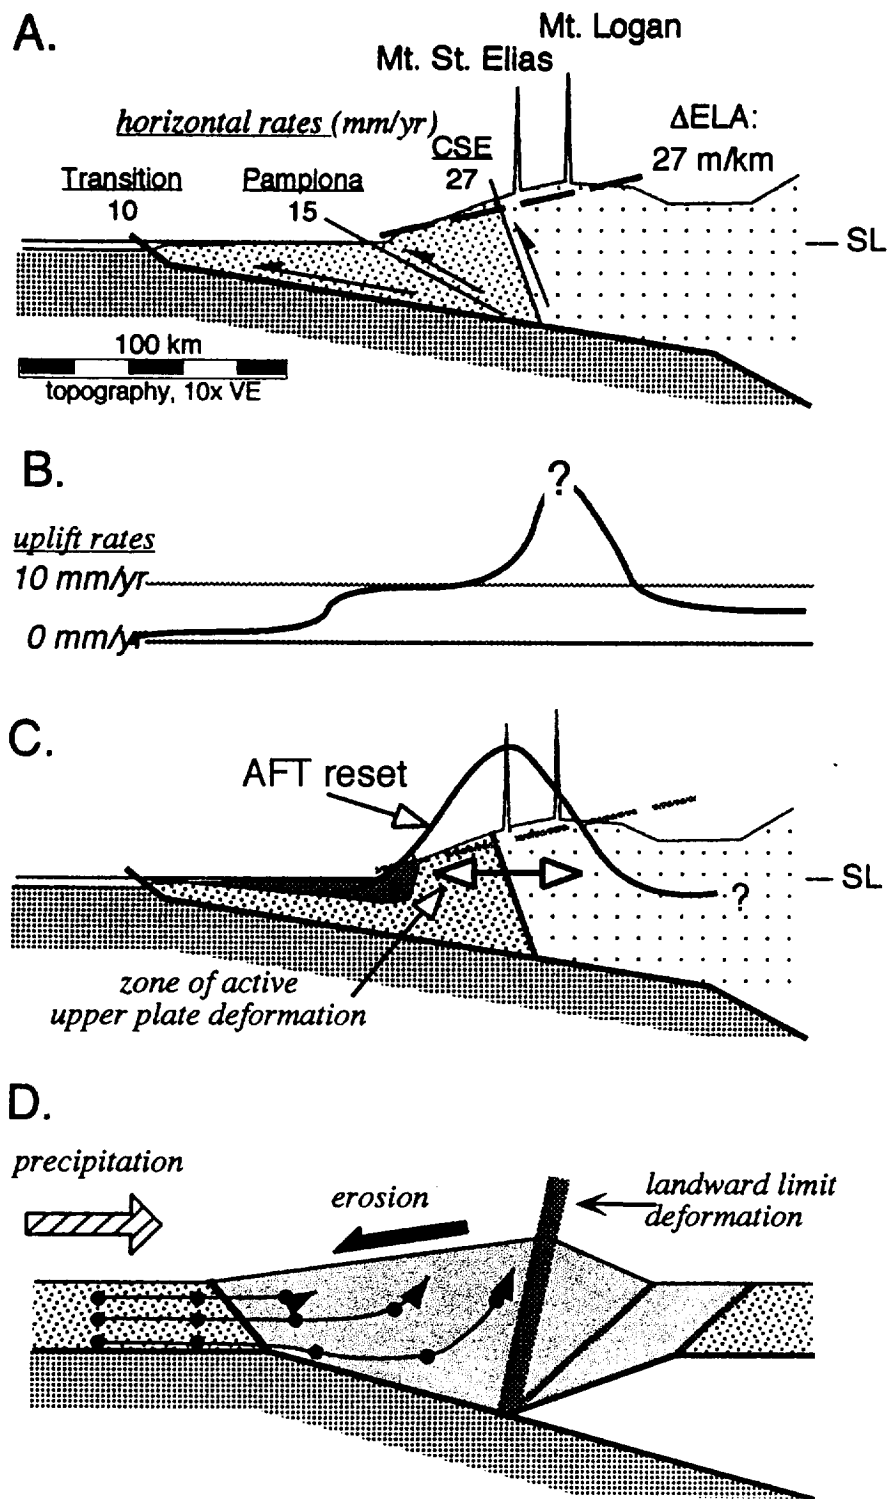 A.
Mt. Logan
Mt. St. Elias
horizontal rates (mm/yr)
ΔELA:
27 m/km
CSE
27
Transition
10
Pamplona
15
SL
100 km
topography, 10x VE
B.
?
uplift rates
10 mm/yr
0 mm/yr
C.
AFT reset
SL
?
zone of active
upper plate deformation
D.
precipitation
erosion
landward limit
deformation